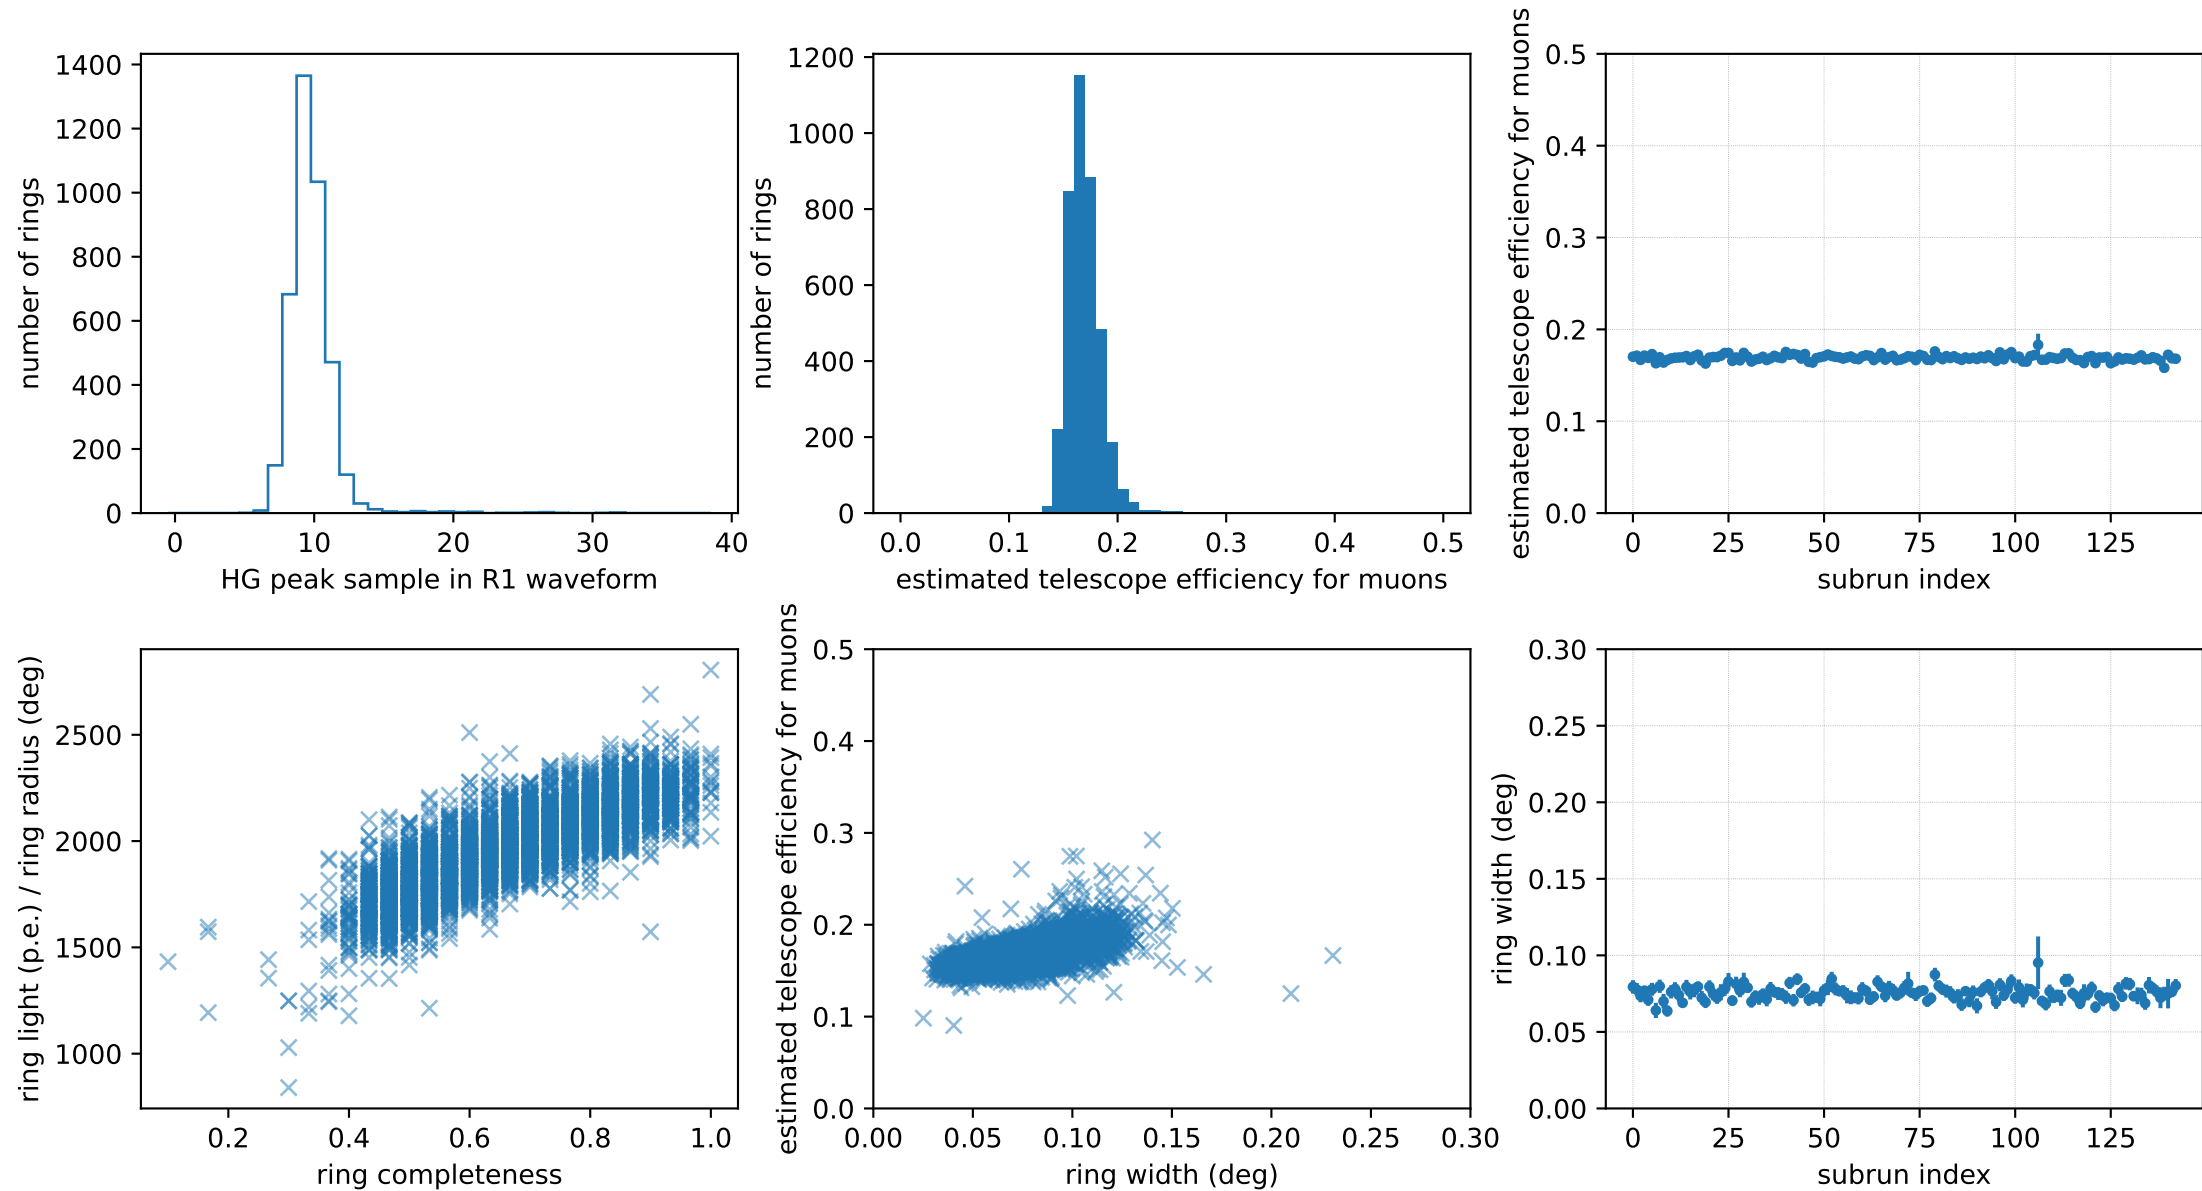 1400
1200
1000
800
600
400
200
0
number of rings
0 10 20 30 40
HG peak sample in R1 waveform
1200
1000
800
600
400
200
0
number of rings
0.0 0.1 0.2 0.3 0.4 0.5
estimated telescope efficiency for muons
0.5
0.4
0.3
0.2
0.1
0.0
estimated telescope efficiency for muons
0 25 50 75 100 125
subrun index
2500
2000
1500
1000
ring light (p.e.) / ring radius (deg)
0.2 0.4 0.6 0.8 1.0
ring completeness
0.5
0.4
0.3
0.2
0.1
0.0
estimated telescope efficiency for muons
0.00 0.05 0.10 0.15 0.20 0.25 0.30
ring width (deg)
0.30
0.25
0.20
0.15
0.10
0.05
0.00
ring width (deg)
0 25 50 75 100 125
subrun index